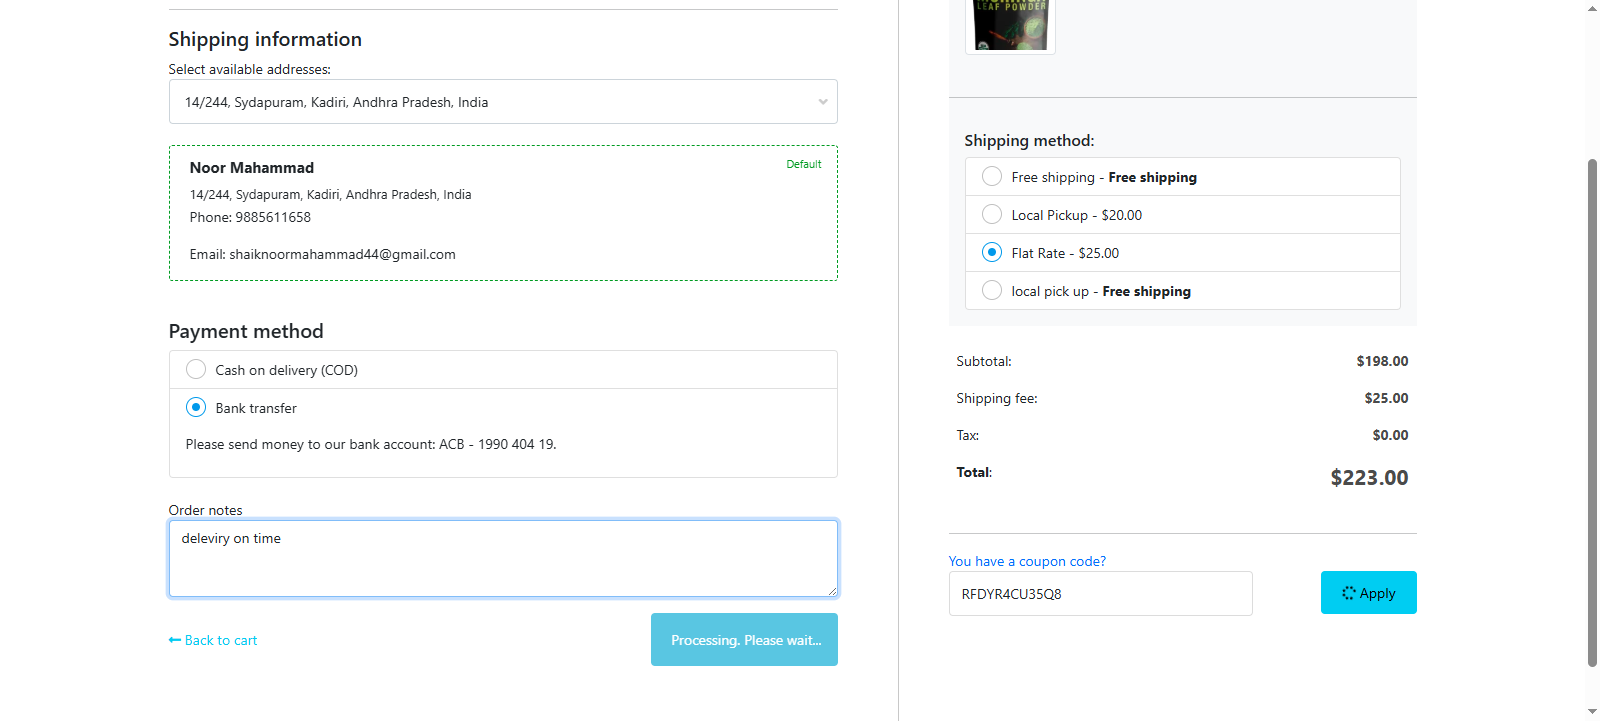 Shipping information
Select available addresses:
14/244, Sydapuram, Kadiri, Andhra Pradesh, India
Noor Mahammad
Default
14/244, Sydapuram, Kadiri, Andhra Pradesh, India
Phone: 9885611658
Email: shaiknoormahammad44@gmail.com
Payment method
Cash on delivery (COD)
Bank transfer
Please send money to our bank account: ACB - 1990 404 19.
Order notes
deleviry on time
Back to cart
Processing. Please wait...
LEAF POWDER
Shipping method:
Free shipping - Free shipping
Local Pickup - $20.00
Flat Rate - $25.00
local pick up - Free shipping
Subtotal: $198.00
Shipping fee: $25.00
Tax: $0.00
Total: $223.00
You have a coupon code?
RFDYR4CU35Q8
Apply